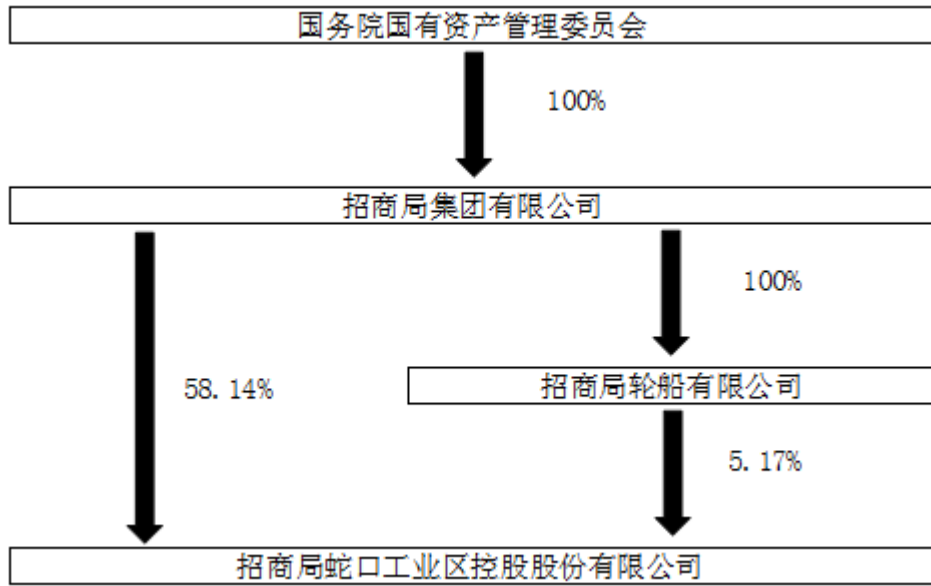 国务院国有资产管理委员会
100%
招商局集团有限公司
100%
58.14%
招商局轮船有限公司
5.17%
招商局蛇口工业区控股股份有限公司